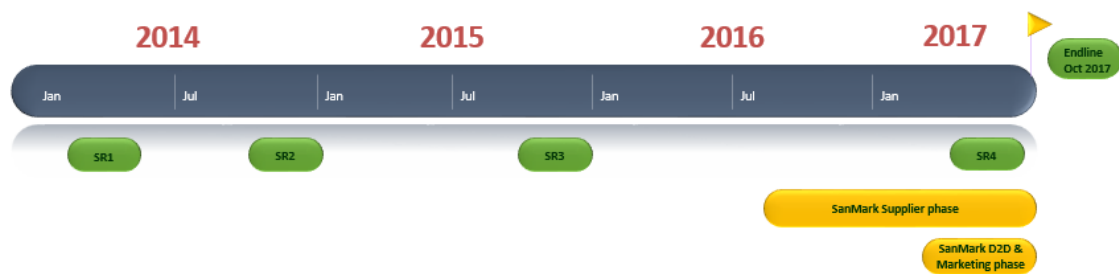 2014
2015
2016
2017
Endline
Oct 2017
Jan
Jul
Jan
Jul
Jan
Jul
Jan
SR1
SR2
SR3
SR4
SanMark Supplier phase
SanMark D2D &
Marketing phase